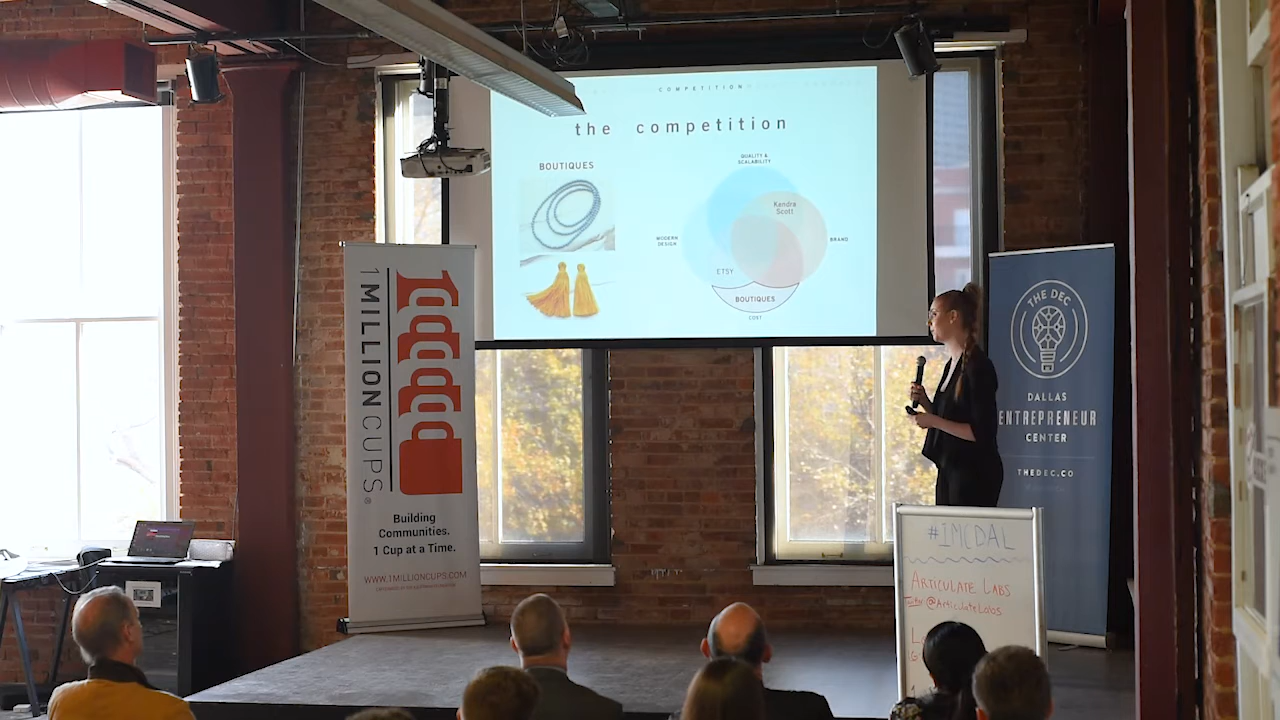 COMPETITION
the competition
BOUTIQUES
QUALITY &
SCALABILITY
Kendra
Scott
MODERN
DESIGN
BRAND
ETSY
BOUTIQUES
COST
1MILLIONCUPS®
Building
Communities.
1 Cup at a Time.
WWW.1MILLIONCUPS.COM
THE DEC
DALLAS
ENTREPRENEUR
CENTER
THEDEC.CO
#1MCDAL
ARTICULATE LABS
Twitter @ArticulateLabs